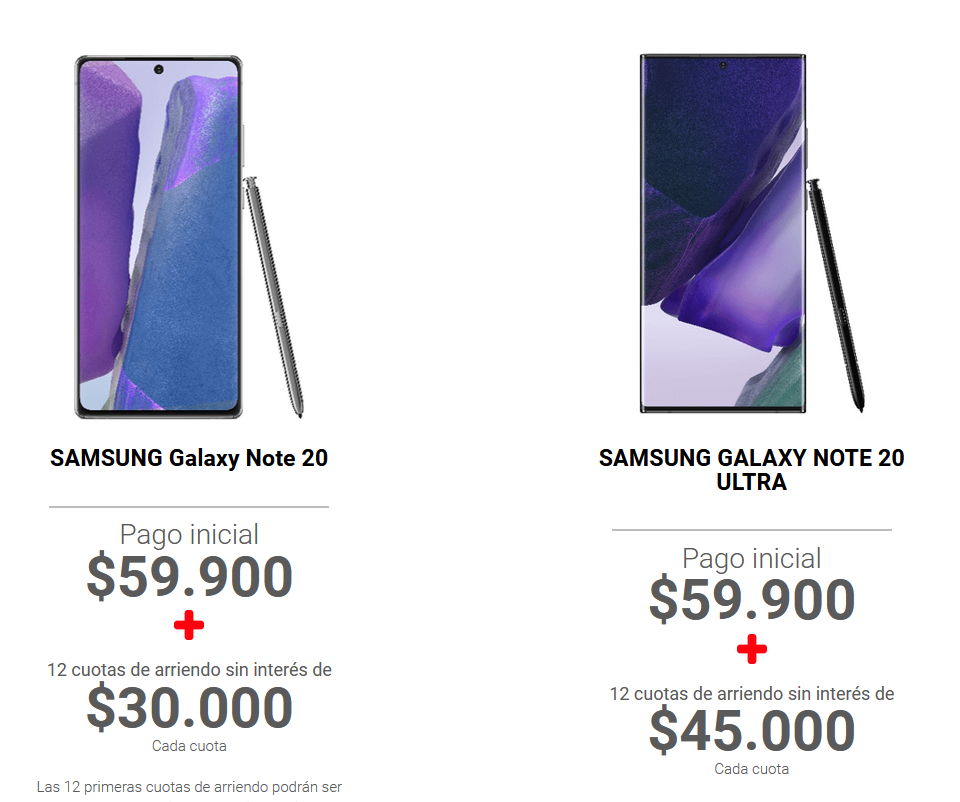 SAMSUNG Galaxy Note 20
Pago inicial
$59.900
12 cuotas de arriendo sin interés de
$30.000
Cada cuota
Las 12 primeras cuotas de arriendo podrán ser
SAMSUNG GALAXY NOTE 20
ULTRA
Pago inicial
$59.900
12 cuotas de arriendo sin interés de
$45.000
Cada cuota